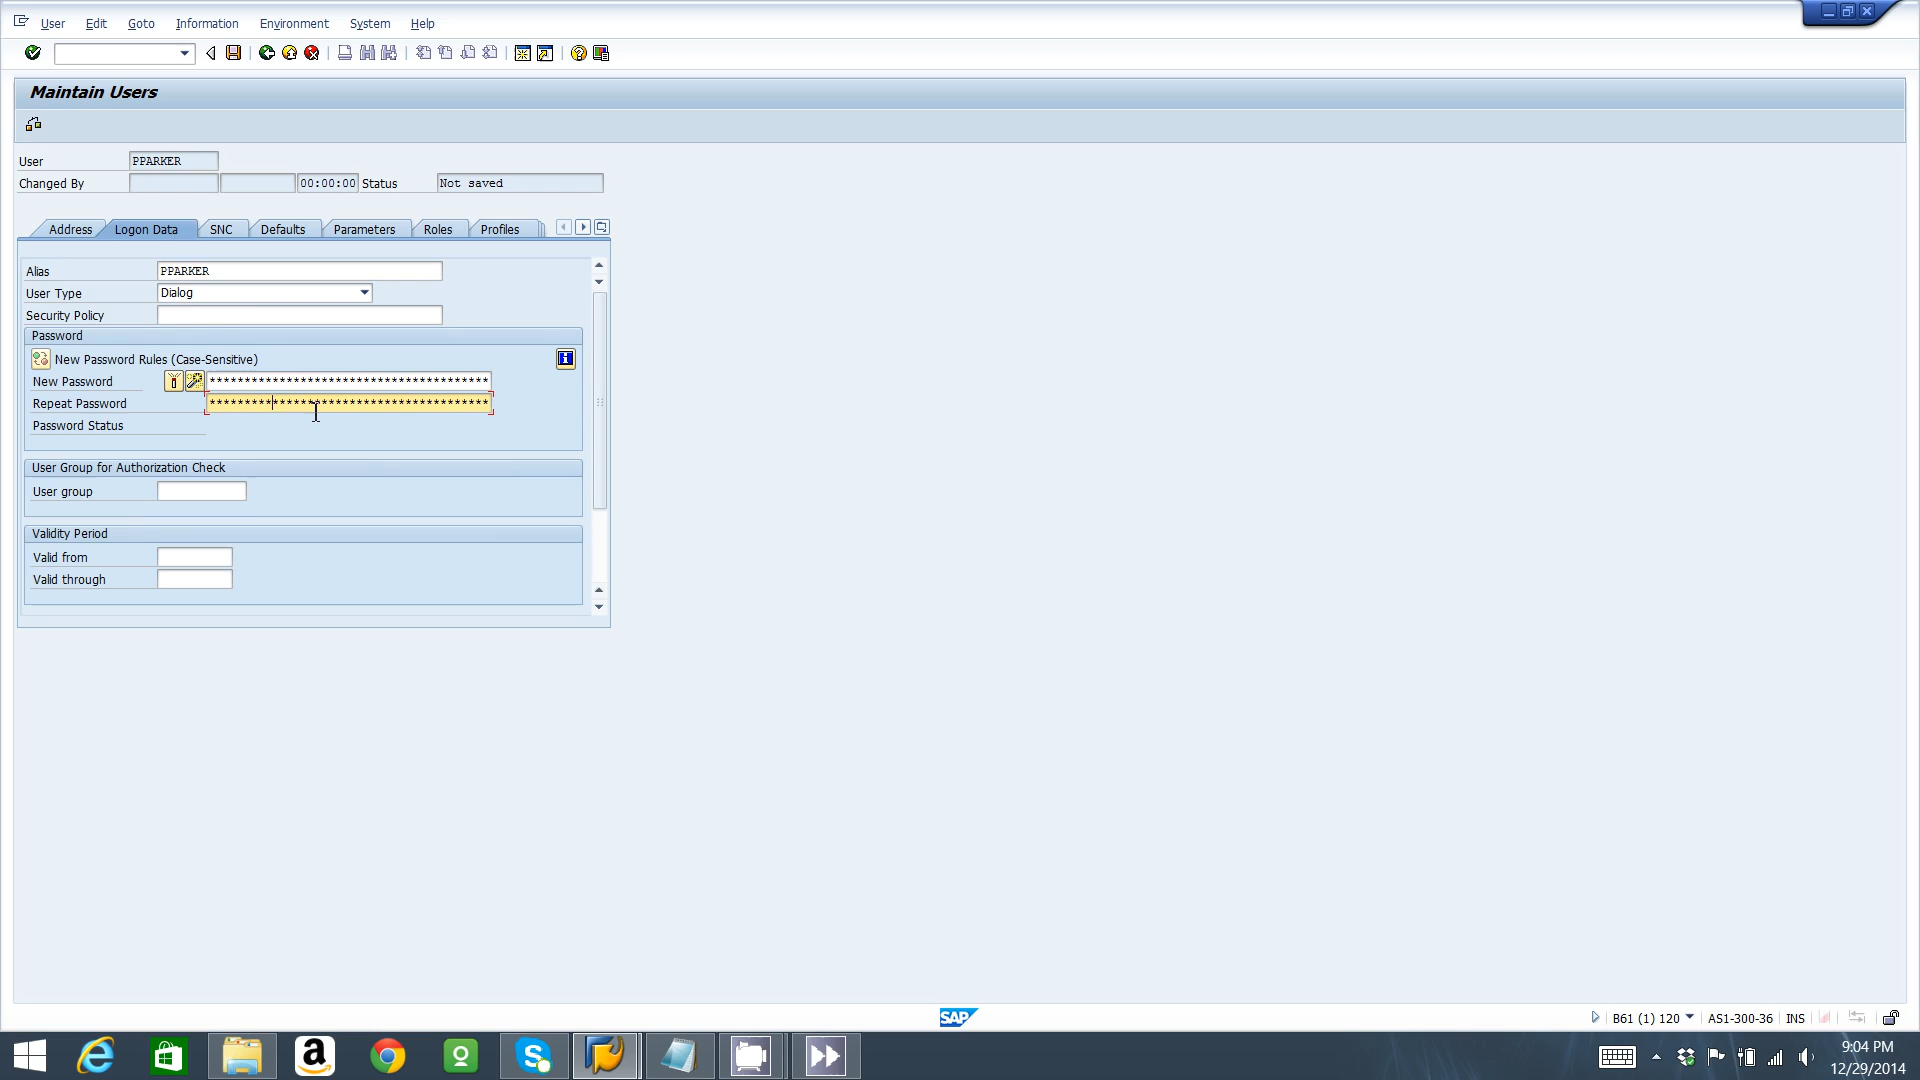 User Edit Goto Information Environment System Help
Maintain Users
User PPARKER
Changed By 00:00:00 Status Not saved
Address Logon Data SNC Defaults Parameters Roles Profiles
Alias PPARKER
User Type Dialog
Security Policy
Password
New Password Rules (Case-Sensitive)
New Password ****************************************
Repeat Password ****************************************
Password Status
User Group for Authorization Check
User group
Validity Period
Valid from
Valid through
SAP
B61 (1) 120 AS1-300-36 INS
9:04 PM
12/29/2014